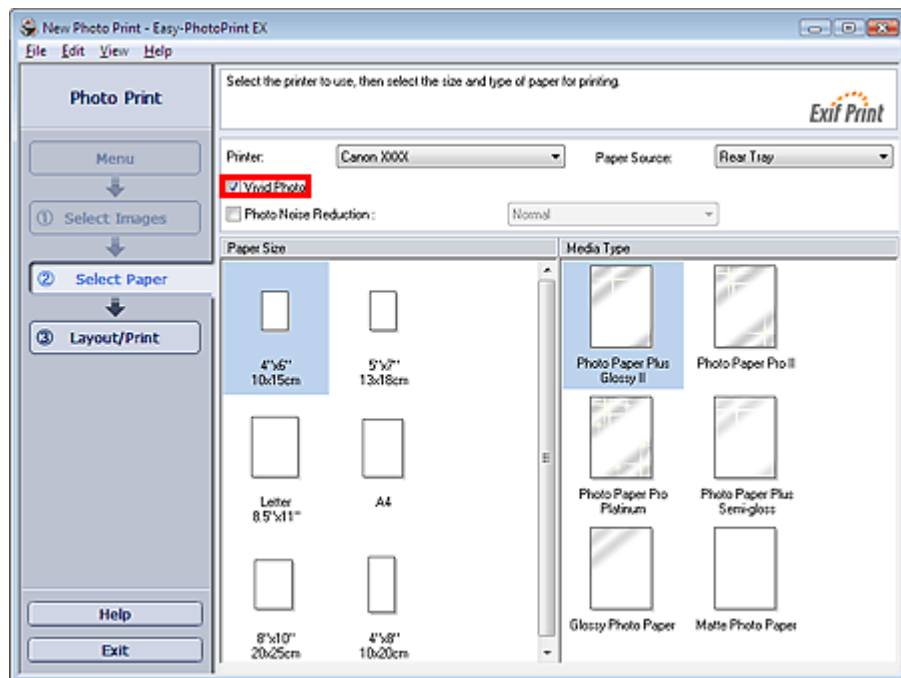 New Photo Print - Easy-PhotoPrint EX
File Edit View Help
Photo Print
Select the printer to use, then select the size and type of paper for printing.
Exif Print
Menu
① Select Images
② Select Paper
③ Layout/Print
Help
Exit
Printer: Canon XXXX Paper Source: Rear Tray
Vivid Photo
Photo Noise Reduction : Normal
Paper Size
4"x6"
10x15cm
5"x7"
13x18cm
Letter
8.5"x11"
A4
8"x10"
20x25cm
4"x8"
10x20cm
Media Type
Photo Paper Plus
Glossy II
Photo Paper Pro II
Photo Paper Pro
Platinum
Photo Paper Plus
Semi-gloss
Glossy Photo Paper
Matte Photo Paper